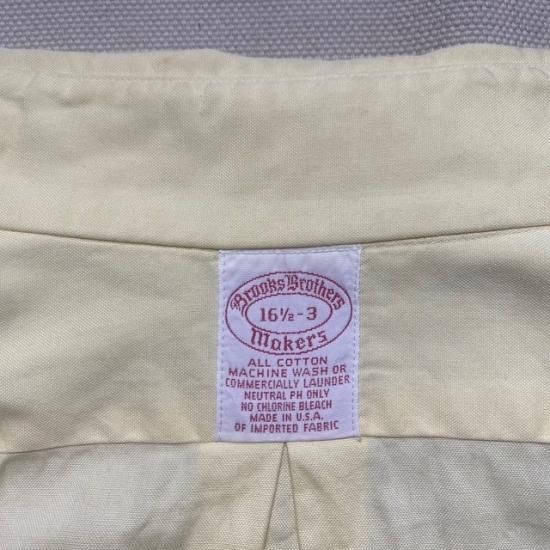 Brooks Brothers
16½-3
Makers
ALL COTTON
MACHINE WASH OR
COMMERCIALLY LAUNDER
NEUTRAL PH ONLY
NO CHLORINE BLEACH
MADE IN U.S.A.
OF IMPORTED FABRIC